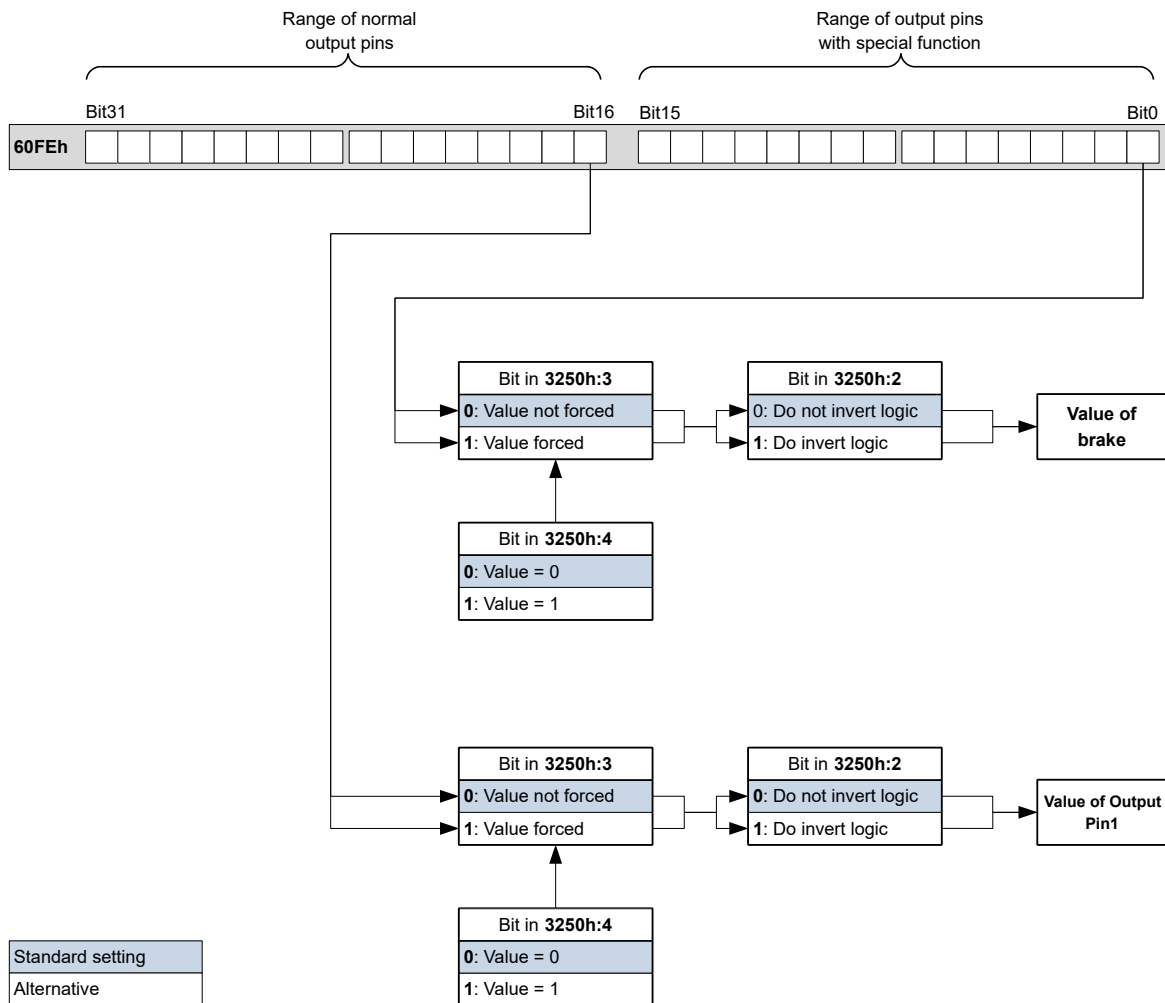 Range of normal
output pins
Range of output pins
with special function
Bit31
Bit16
Bit15
Bit0
60FEh
Bit in 3250h:3
0: Value not forced
1: Value forced
Bit in 3250h:2
0: Do not invert logic
1: Do invert logic
Value of
brake
Bit in 3250h:4
0: Value = 0
1: Value = 1
Bit in 3250h:3
0: Value not forced
1: Value forced
Bit in 3250h:2
0: Do not invert logic
1: Do invert logic
Value of Output
Pin1
Bit in 3250h:4
0: Value = 0
1: Value = 1
Standard setting
Alternative